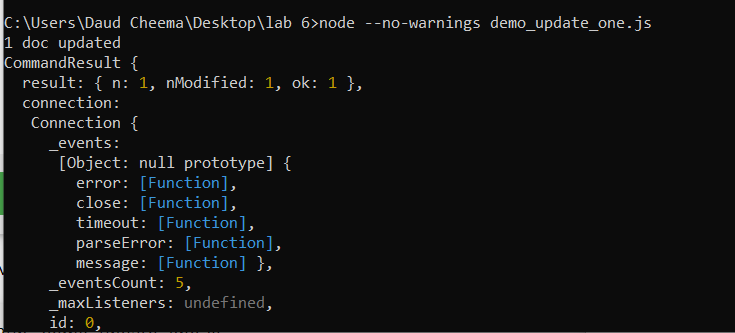 C:\Users\Daud Cheema\Desktop\lab 6>node --no-warnings demo_update_one.js
1 doc updated
CommandResult {
  result: { n: 1, nModified: 1, ok: 1 },
  connection:
   Connection {
     _events:
      [Object: null prototype] {
        error: [Function],
        close: [Function],
        timeout: [Function],
        parseError: [Function],
        message: [Function] },
     _eventsCount: 5,
     _maxListeners: undefined,
     id: 0,